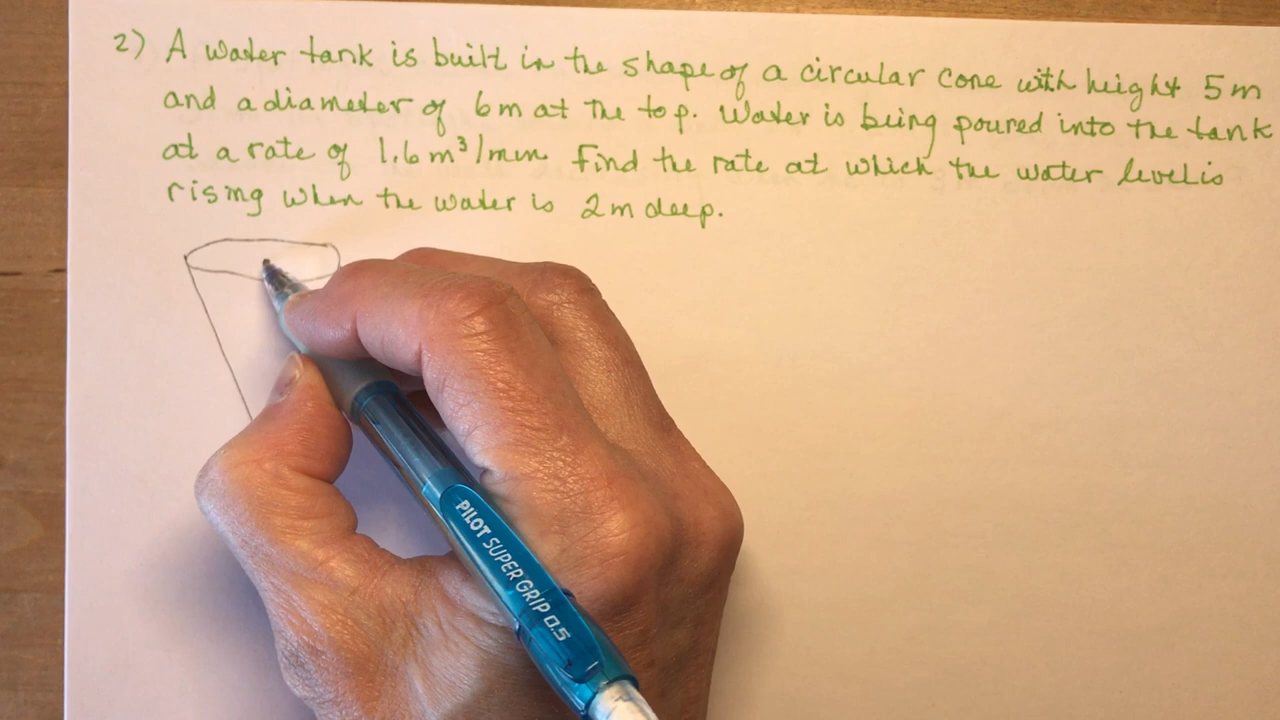 2) A water tank is built in the shape of a circular cone with height 5m
and a diameter of 6m at the top. Water is being poured into the tank
at a rate of 1.6 m³/min Find the rate at which the water level is
rising when the water is 2m deep.
PILOT SUPER GRIP 0.5